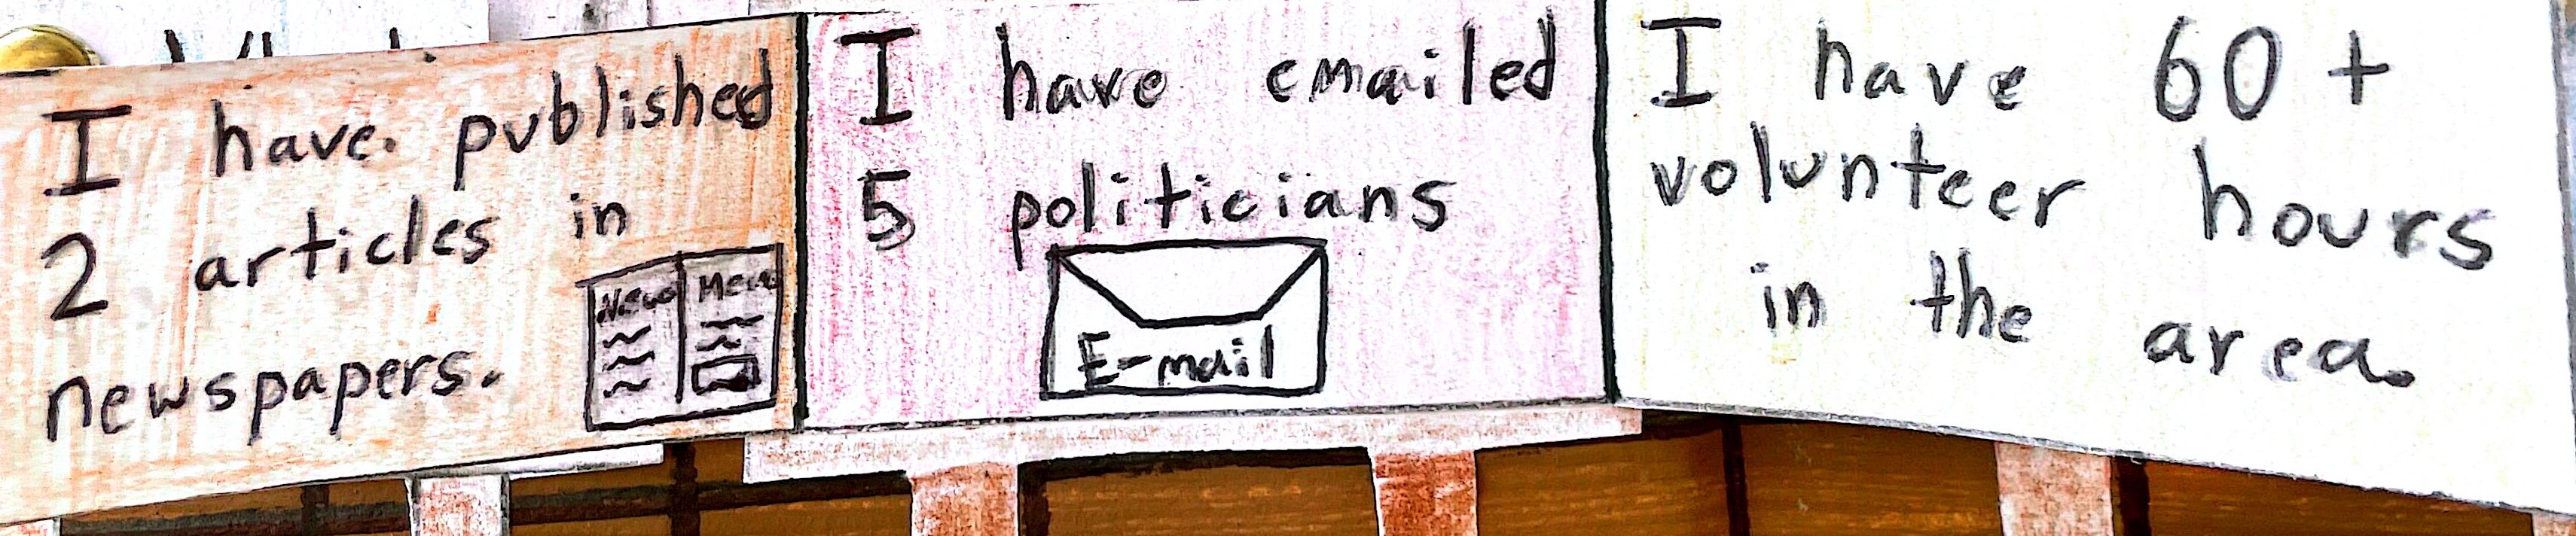 I have published
2 articles in
newspapers.
News
I have emailed
5 politicians
E-mail
I have 60+
volunteer hours
in the area.